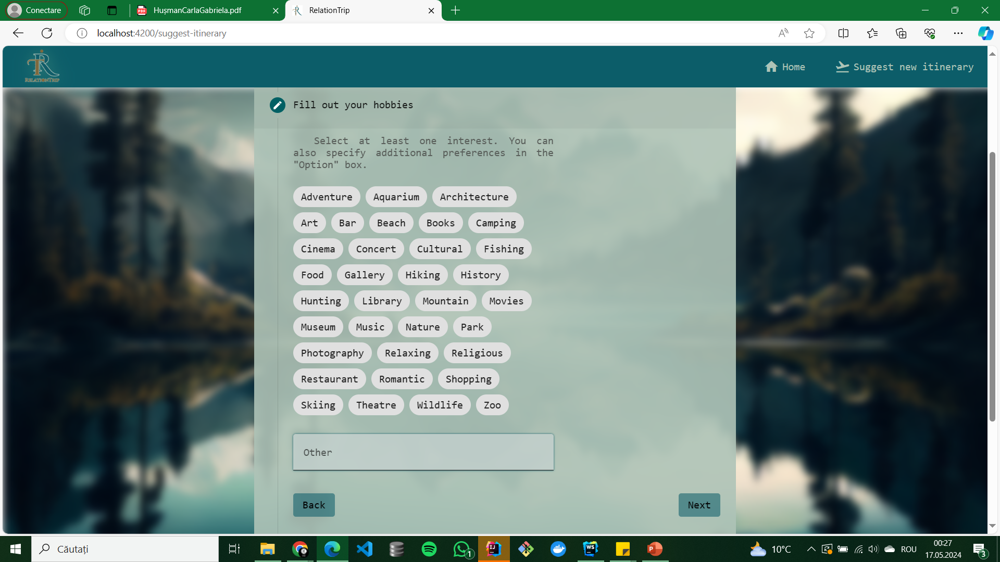 Conectare
HușmanCarlaGabriela.pdf
RelationTrip
localhost:4200/suggest-itinerary
RELATIONTRIP
Home
Suggest new itinerary
Fill out your hobbies
Select at least one interest. You can
also specify additional preferences in the
"Option" box.
Adventure Aquarium Architecture
Art Bar Beach Books Camping
Cinema Concert Cultural Fishing
Food Gallery Hiking History
Hunting Library Mountain Movies
Museum Music Nature Park
Photography Relaxing Religious
Restaurant Romantic Shopping
Skiing Theatre Wildlife Zoo
Other
Back
Next
Căutați
1
10°C
ROU
00:27
17.05.2024
3